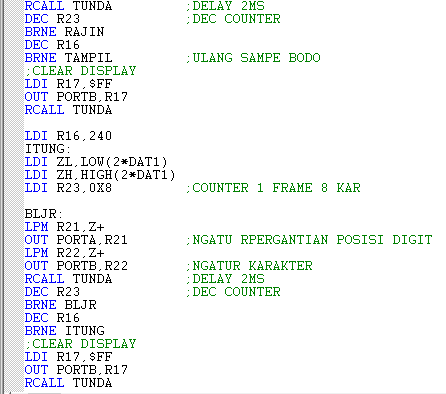 RCALL TUNDA ;DELAY 2MS
DEC R23 ;DEC COUNTER
BRNE RAJIN
DEC R16
BRNE TAMPIL ;ULANG SAMPE BODO
;CLEAR DISPLAY
LDI R17,$FF
OUT PORTB,R17
RCALL TUNDA
LDI R16,240
ITUNG:
LDI ZL,LOW(2*DAT1)
LDI ZH,HIGH(2*DAT1)
LDI R23,0X8 ;COUNTER 1 FRAME 8 KAR
BLJR:
LPM R21,Z+
OUT PORTA,R21 ;NGATU RPERGANTIAN POSISI DIGIT
LPM R22,Z+
OUT PORTB,R22 ;NGATUR KARAKTER
RCALL TUNDA ;DELAY 2MS
DEC R23 ;DEC COUNTER
BRNE BLJR
DEC R16
BRNE ITUNG
;CLEAR DISPLAY
LDI R17,$FF
OUT PORTB,R17
RCALL TUNDA